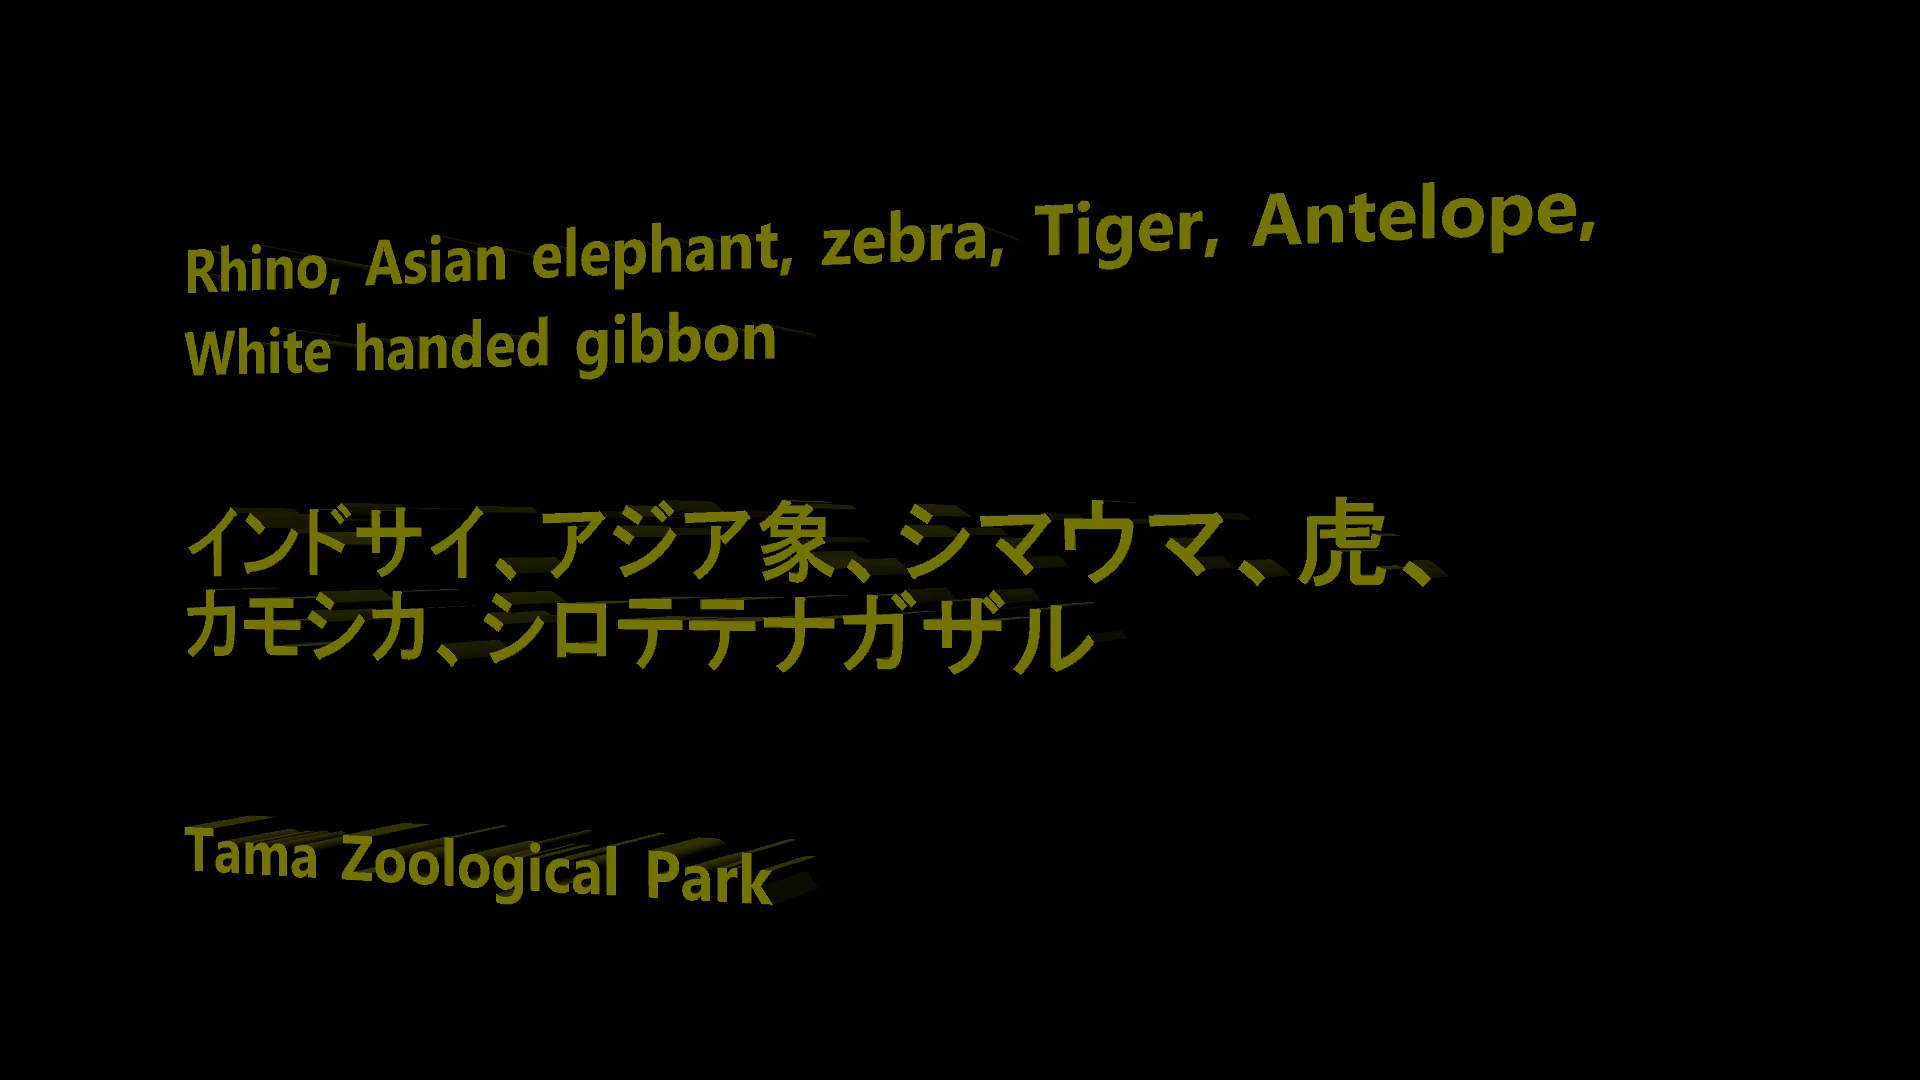 Rhino, Asian elephant, zebra, Tiger, Antelope,
White handed gibbon
インドサイ、アジア象、シマウマ、虎、
カモシカ、シロテテナガザル
Tama Zoological Park